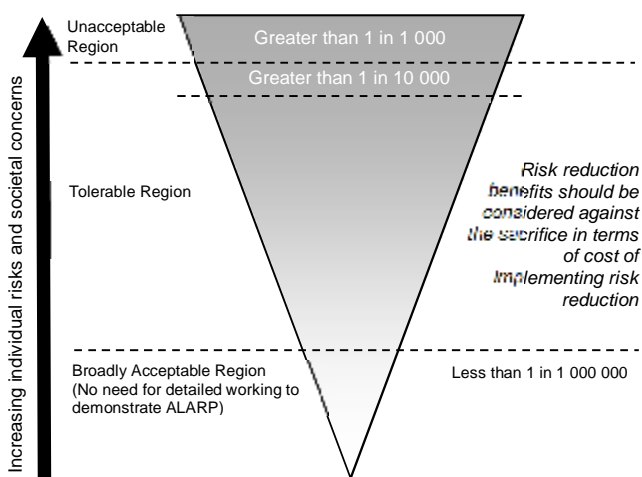 Increasing individual risks and societal concerns
Unacceptable
Region
Greater than 1 in 1 000
Greater than 1 in 10 000
Tolerable Region
Risk reduction
benefits should be
considered against
the sacrifice in terms
of cost of
Implementing risk
reduction
Broadly Acceptable Region
(No need for detailed working to
demonstrate ALARP)
Less than 1 in 1 000 000